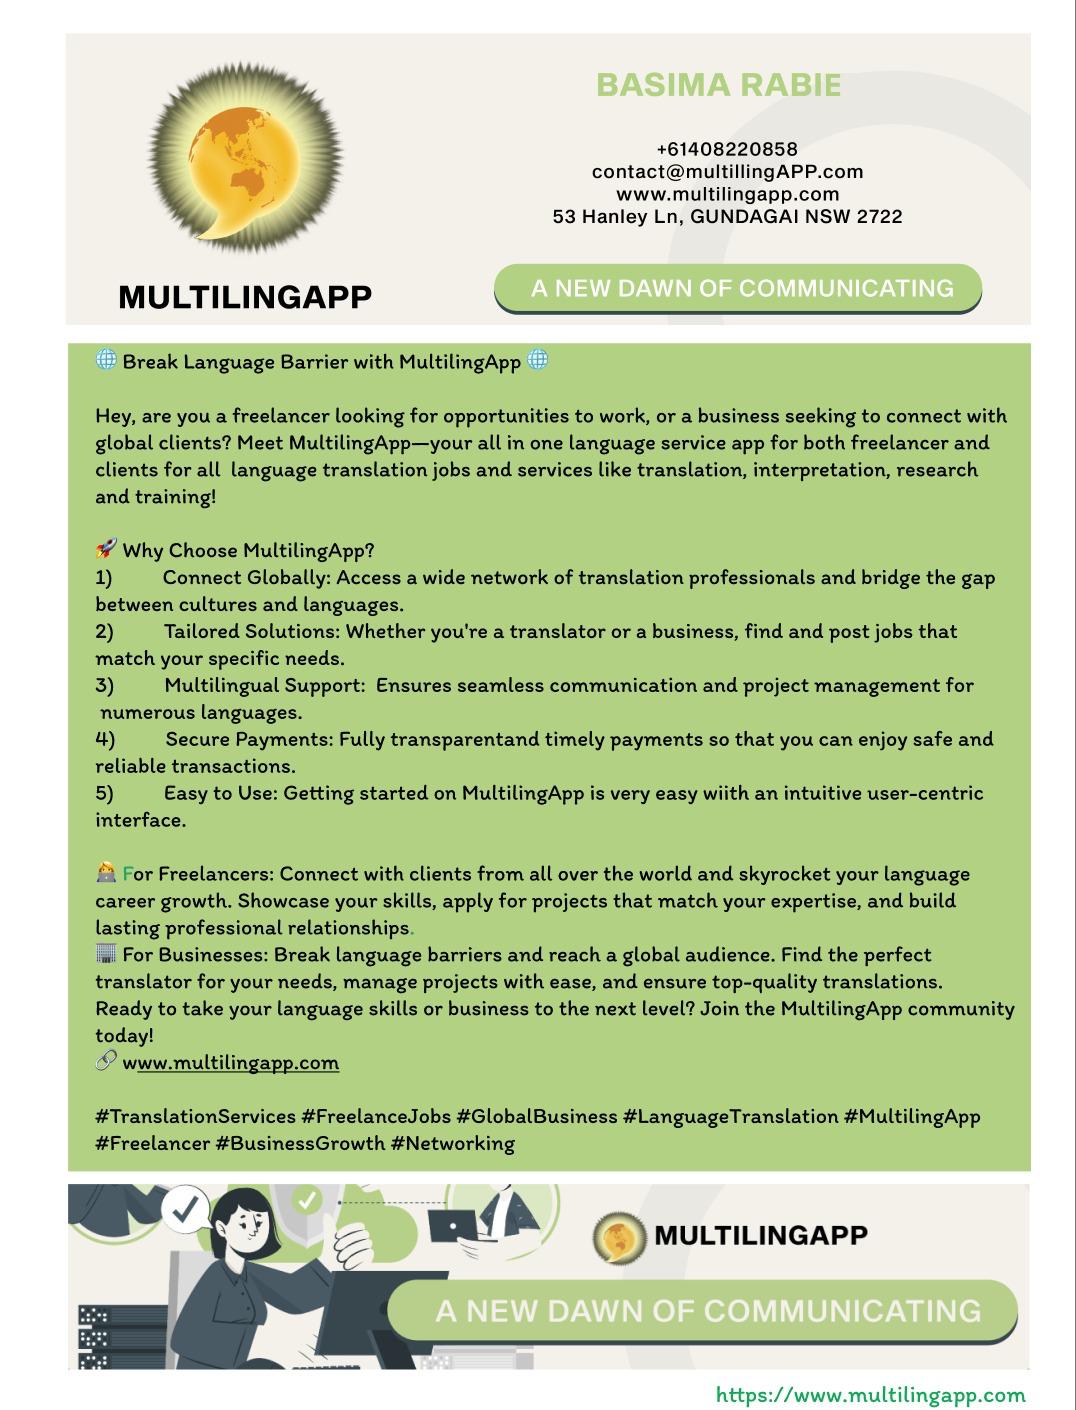 BASIMA RABIE
+61408220858
contact@multillingAPP.com
www.multilingapp.com
53 Hanley Ln, GUNDAGAI NSW 2722
MULTILINGAPP
A NEW DAWN OF COMMUNICATING
🌐 Break Language Barrier with MultilingApp 🌐
Hey, are you a freelancer looking for opportunities to work, or a business seeking to connect with
global clients? Meet MultilingApp—your all in one language service app for both freelancer and
clients for all  language translation jobs and services like translation, interpretation, research
and training!
🚀 Why Choose MultilingApp?
1) Connect Globally: Access a wide network of translation professionals and bridge the gap
between cultures and languages.
2) Tailored Solutions: Whether you're a translator or a business, find and post jobs that
match your specific needs.
3) Multilingual Support:  Ensures seamless communication and project management for
numerous languages.
4) Secure Payments: Fully transparentand timely payments so that you can enjoy safe and
reliable transactions.
5) Easy to Use: Getting started on MultilingApp is very easy wiith an intuitive user-centric
interface.
🧑‍💻 For Freelancers: Connect with clients from all over the world and skyrocket your language
career growth. Showcase your skills, apply for projects that match your expertise, and build
lasting professional relationships.
🏢 For Businesses: Break language barriers and reach a global audience. Find the perfect
translator for your needs, manage projects with ease, and ensure top-quality translations.
Ready to take your language skills or business to the next level? Join the MultilingApp community
today!
🔗 www.multilingapp.com
#TranslationServices #FreelanceJobs #GlobalBusiness #LanguageTranslation #MultilingApp
#Freelancer #BusinessGrowth #Networking
MULTILINGAPP
A NEW DAWN OF COMMUNICATING
https://www.multilingapp.com